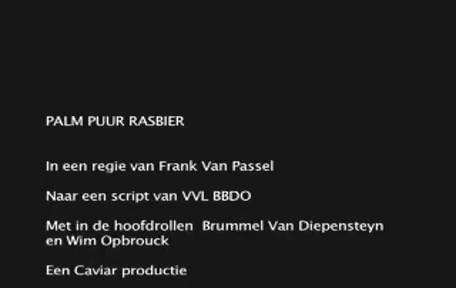 PALM PUUR RASBIER
In een regie van Frank Van Passel
Naar een script van VVL BBDO
Met in de hoofdrollen Brummel Van Diepensteyn
en Wim Opbrouck
Een Caviar productie